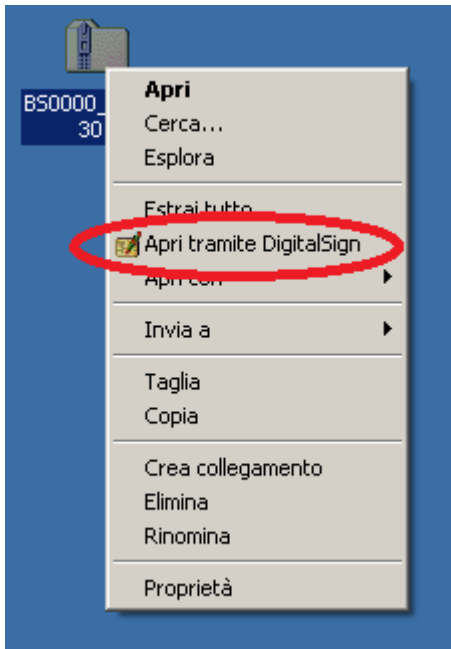 BS0000_
30
Apri
Cerca...
Esplora
Estrai tutto...
Apri tramite DigitalSign
Apri con
Invia a
Taglia
Copia
Crea collegamento
Elimina
Rinomina
Proprietà